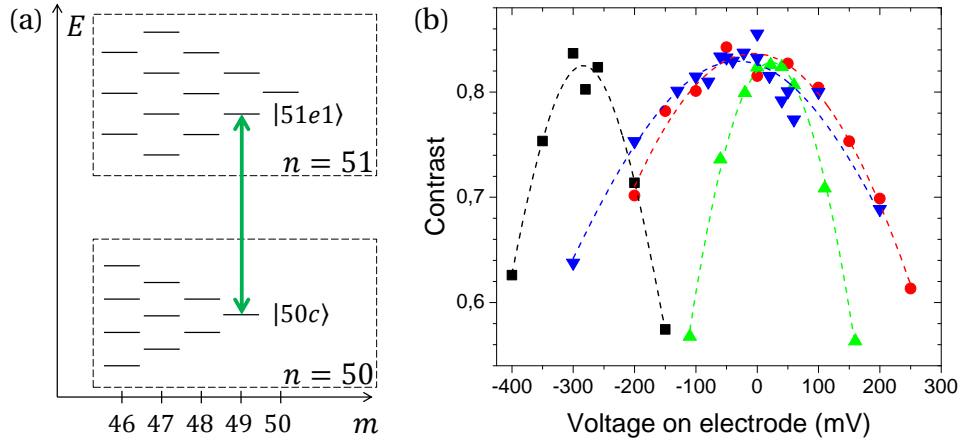 (a)
E
|51e1⟩
n = 51
|50c⟩
n = 50
46 47 48 49 50 m
(b)
Contrast
0,8
0,7
0,6
-400 -300 -200 -100 0 100 200 300
Voltage on electrode (mV)